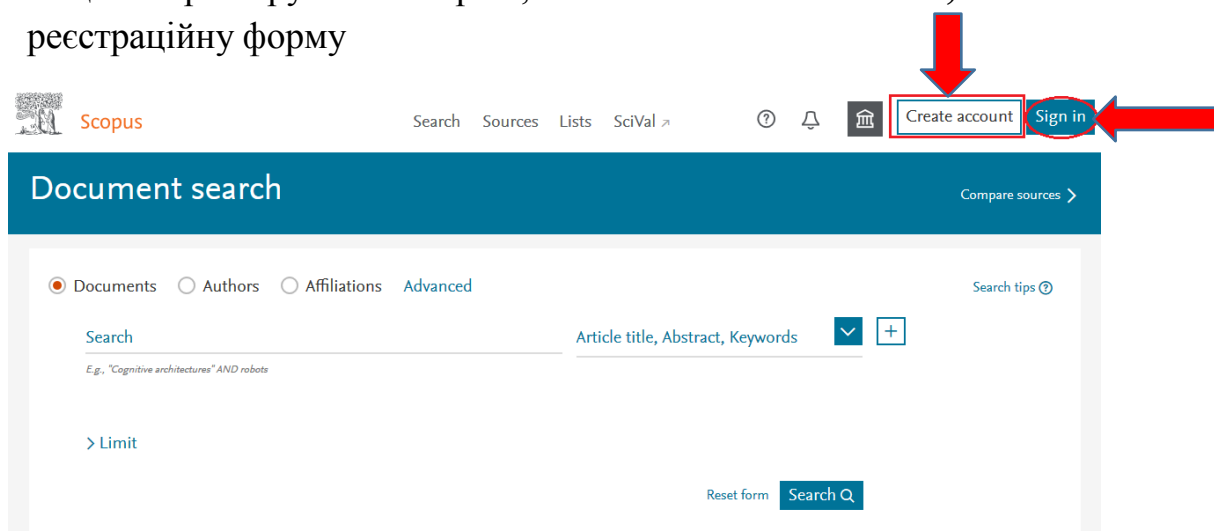 реєстраційну форму
Scopus Search Sources Lists SciVal Create account Sign in
Document search
Compare sources
Documents Authors Affiliations Advanced
Search tips
Search Article title, Abstract, Keywords
E.g., "Cognitive architectures" AND robots
Limit
Reset form Search